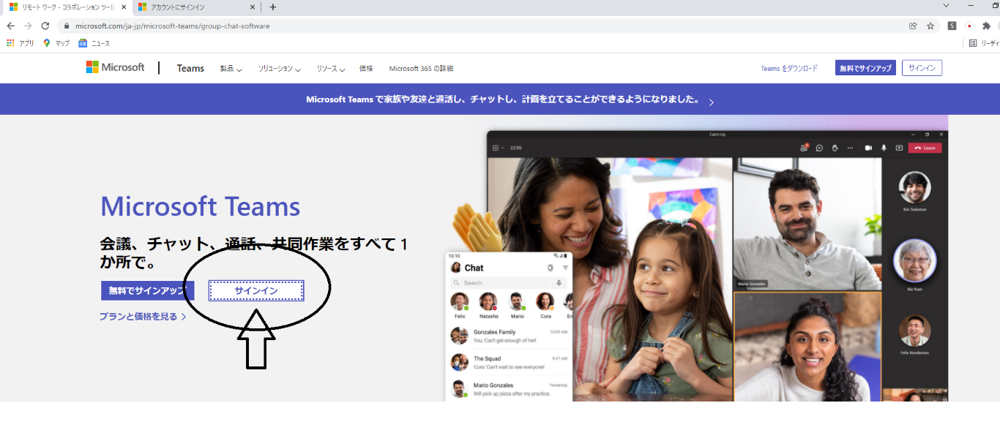 リモート ワーク - コラボレーション ツール
アカウントにサインイン
microsoft.com/ja-jp/microsoft-teams/group-chat-software
アプリ
マップ
ニュース
リーディ
Microsoft
Teams
製品
ソリューション
リソース
価格
Microsoft 365 の詳細
Teams をダウンロード
無料でサインアップ
サインイン
Microsoft Teams で家族や友達と通話し、チャットし、計画を立てることができるようになりました。
Catch Up
22:06
Leave
Microsoft Teams
会議、チャット、通話、共同作業をすべて 1
か所で。
無料でサインアップ
サインイン
プランと価格を見る
10:10
Chat
Search
Felix
Natasha
Mario
Cora
Eri
Gonzales Family
10:09 AM
You: Can't get enough of her!
The Squad
9:47 AM
Cora: Can't wait to see everyone!
Mario Gonzales
Yesterday
Will pick up pizza after my practice.
Mario Gonzales
Eric Solomon
Xia Yuan
Felix Henderson